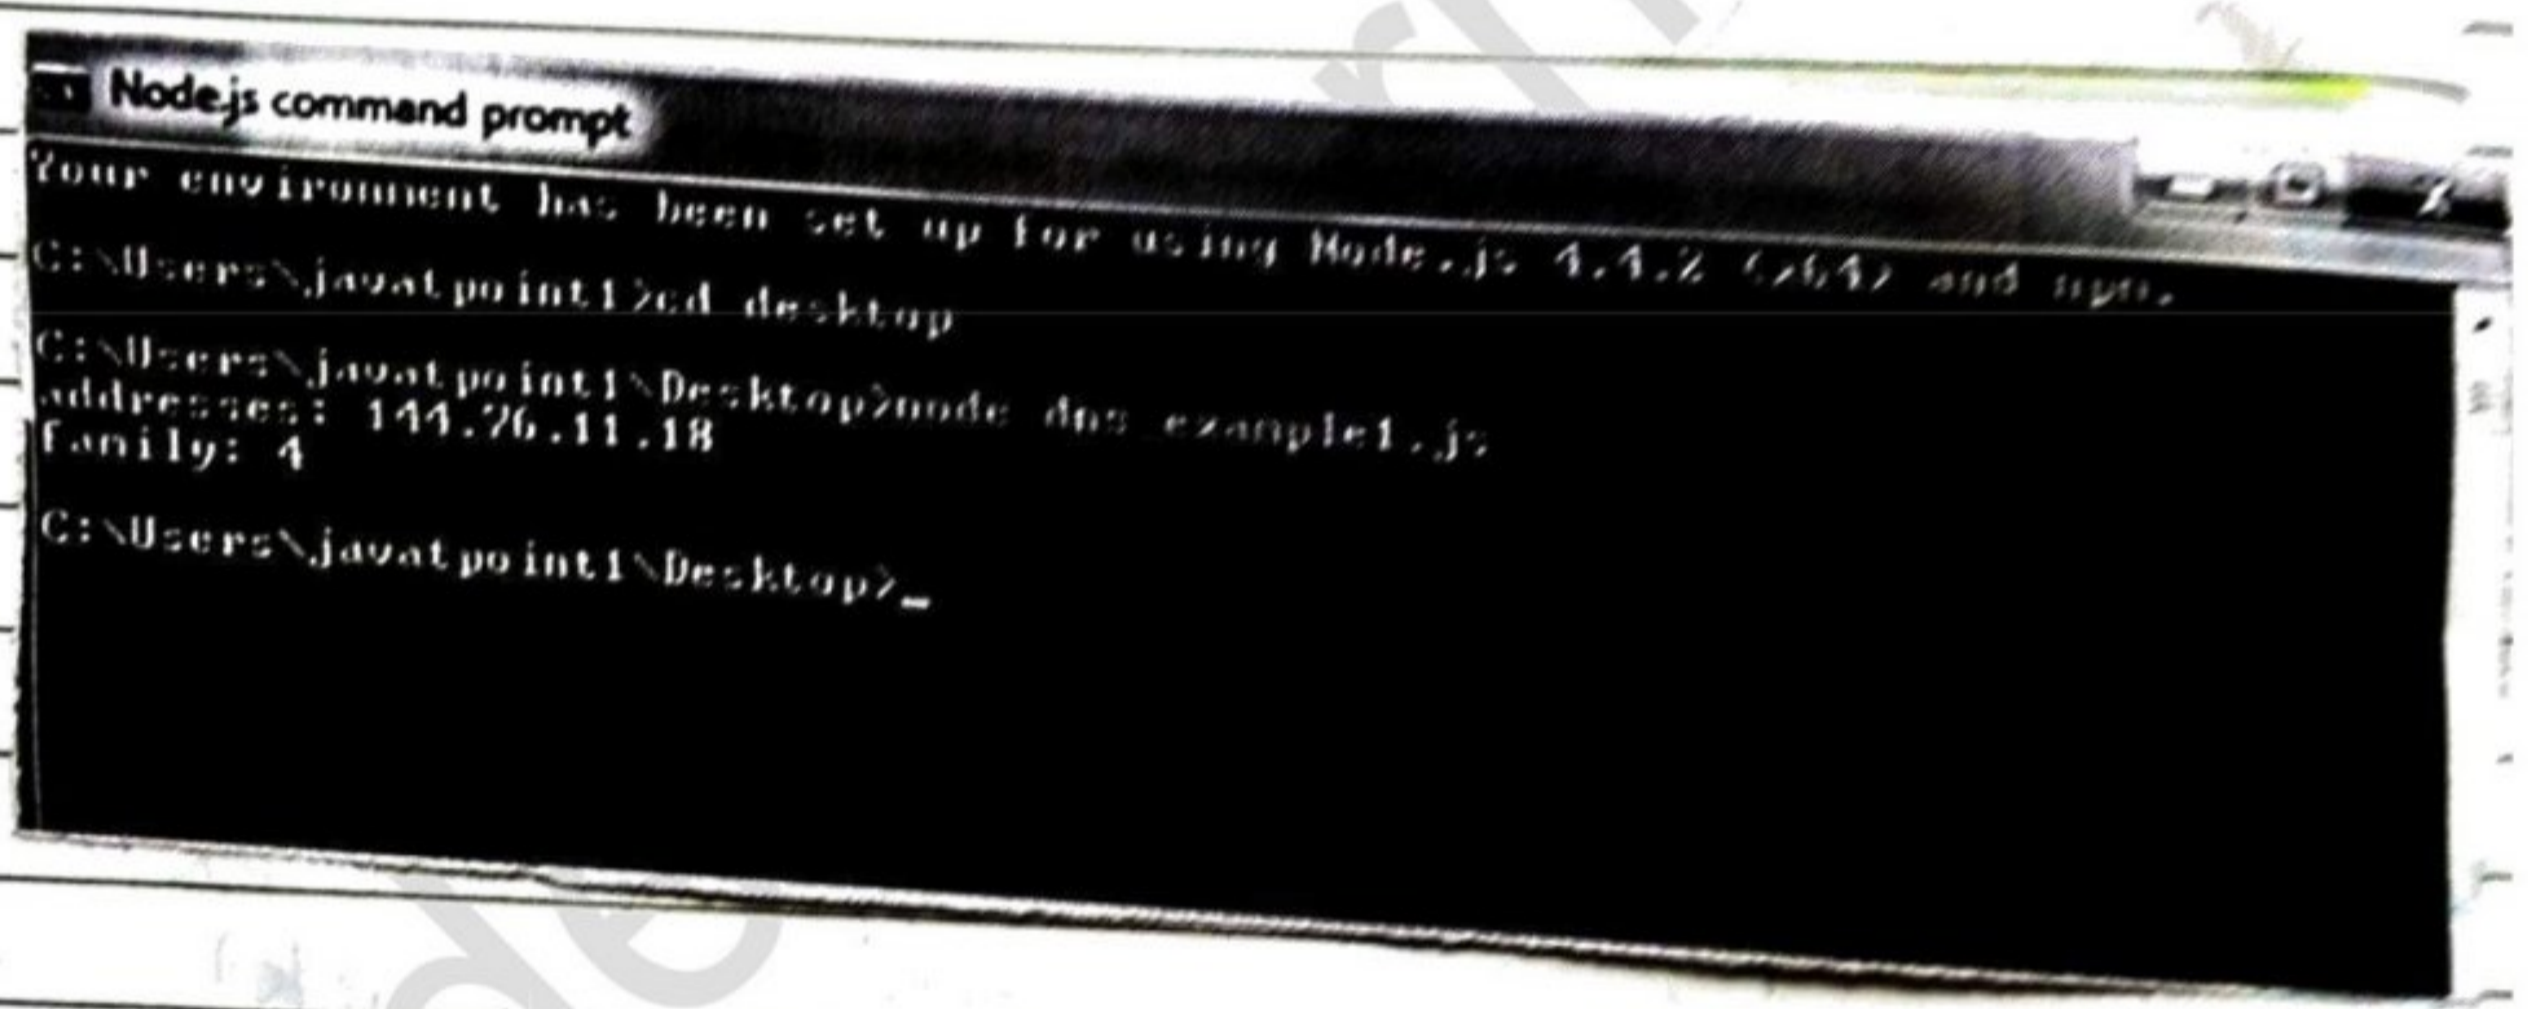 Node.js command prompt
Your environment has been set up for using Node.js 4.4.2 (x64) and npm.
C:\Users\javatpoint1>cd desktop
C:\Users\javatpoint1\Desktop>node dns_example1.js
addresses: 144.76.11.18
family: 4
C:\Users\javatpoint1\Desktop>_